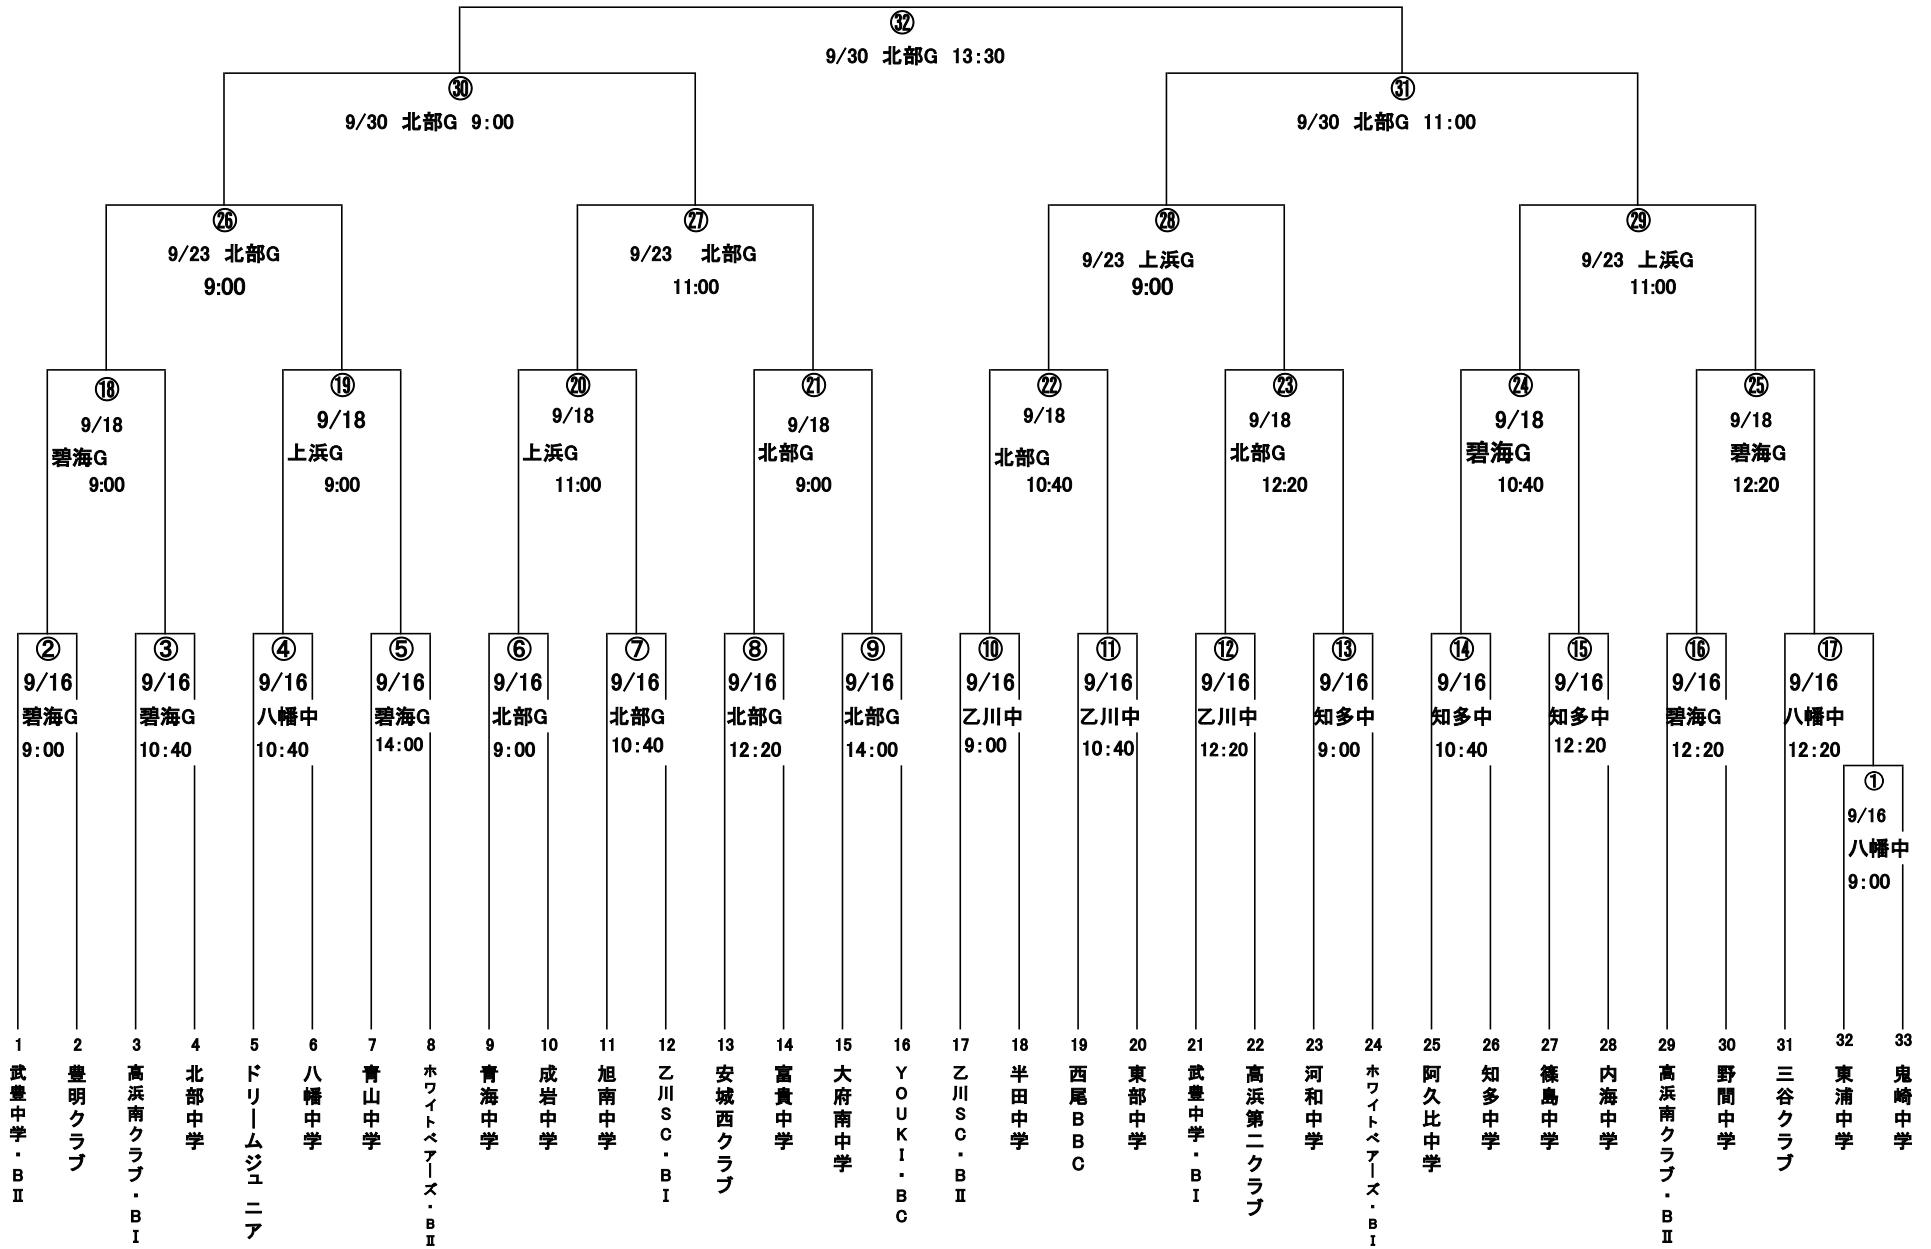 ㉜
9/30 北部G 13:30
㉚
9/30 北部G 9:00
㉛
9/30 北部G 11:00
㉖
9/23 北部G
9:00
㉗
9/23 北部G
11:00
㉘
9/23 上浜G
9:00
㉙
9/23 上浜G
11:00
⑱
9/18
碧海G
9:00
⑲
9/18
上浜G
9:00
⑳
9/18
上浜G
11:00
㉑
9/18
北部G
9:00
㉒
9/18
北部G
10:40
㉓
9/18
北部G
12:20
㉔
9/18
碧海G
10:40
㉕
9/18
碧海G
12:20
②
9/16
碧海G
9:00
③
9/16
碧海G
10:40
④
9/16
八幡中
10:40
⑤
9/16
碧海G
14:00
⑥
9/16
北部G
9:00
⑦
9/16
北部G
10:40
⑧
9/16
北部G
12:20
⑨
9/16
北部G
14:00
⑩
9/16
乙川中
9:00
⑪
9/16
乙川中
10:40
⑫
9/16
乙川中
12:20
⑬
9/16
知多中
9:00
⑭
9/16
知多中
10:40
⑮
9/16
知多中
12:20
⑯
9/16
碧海G
12:20
⑰
9/16
八幡中
12:20
①
9/16
八幡中
9:00
1
武豊中学・BⅡ
2
豊明クラブ
3
高浜南クラブ・BⅠ
4
北部中学
5
ドリームジュニア
6
八幡中学
7
青山中学
8
ホワイトベアーズ・BⅡ
9
青海中学
10
成岩中学
11
旭南中学
12
乙川SC・BⅠ
13
安城西クラブ
14
富貴中学
15
大府南中学
16
YOUKI・BC
17
乙川SC・BⅡ
18
半田中学
19
西尾BBC
20
東部中学
21
武豊中学・BⅠ
22
高浜第二クラブ
23
河和中学
24
ホワイトベアーズ・BⅠ
25
阿久比中学
26
知多中学
27
篠島中学
28
内海中学
29
高浜南クラブ・BⅡ
30
野間中学
31
三谷クラブ
32
東浦中学
33
鬼崎中学